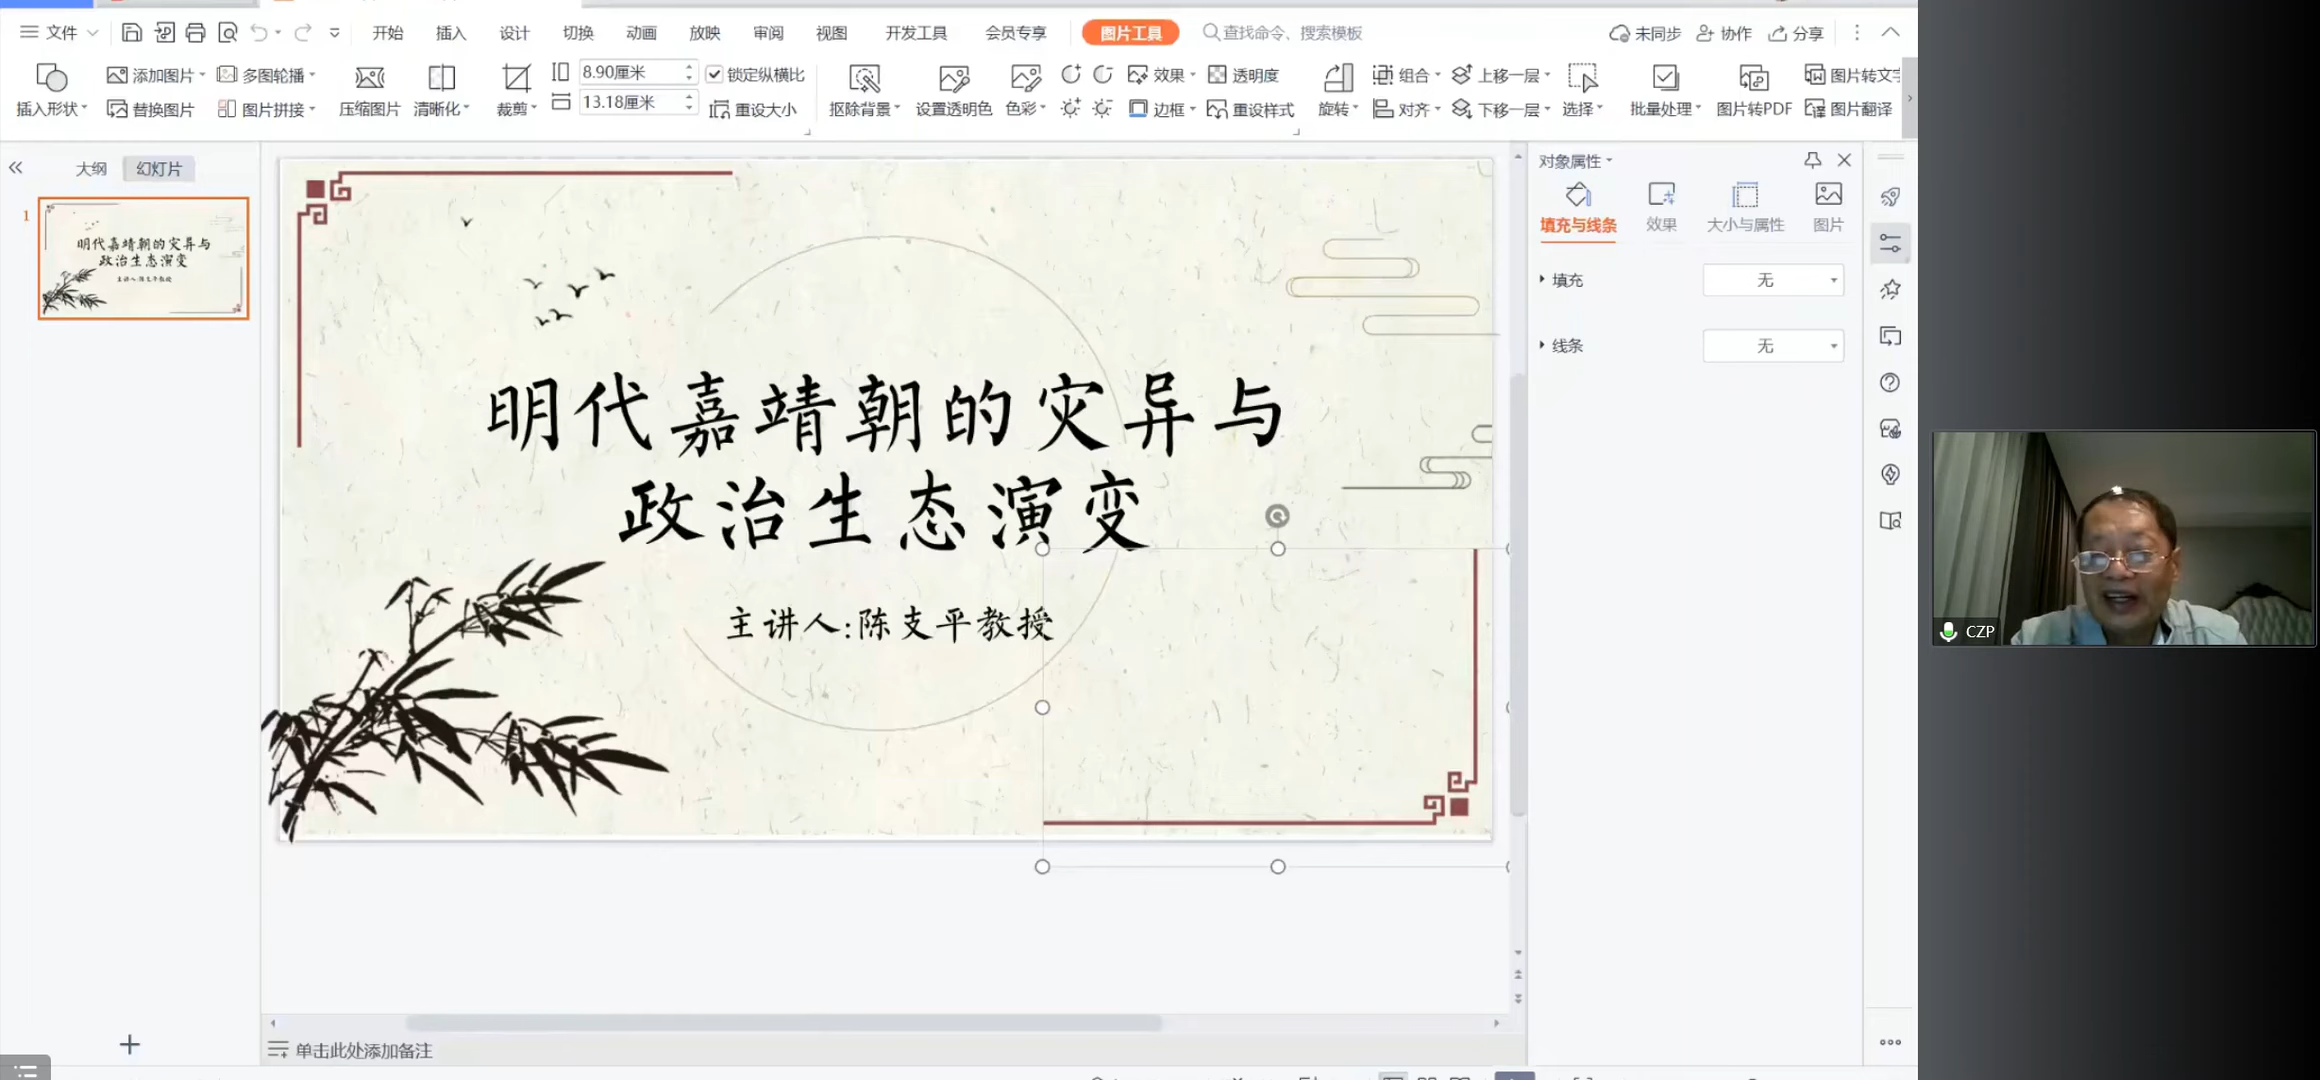 文件
开始
插入
设计
切换
动画
放映
审阅
视图
开发工具
会员专享
图片工具
查找命令、搜索模板
未同步
协作
分享
插入形状
添加图片
替换图片
多图轮播
图片拼接
压缩图片
清晰化
裁剪
8.90厘米
13.18厘米
锁定纵横比
重设大小
抠除背景
设置透明色
色彩
效果
边框
透明度
重设样式
旋转
组合
对齐
上移一层
下移一层
选择
批量处理
图片转PDF
图片转文字
图片翻译
大纲
幻灯片
1
明代嘉靖朝的灾异与
政治生态演变
主讲人:陈支平教授
明代嘉靖朝的灾异与
政治生态演变
主讲人:陈支平教授
对象属性
填充与线条
效果
大小与属性
图片
填充
无
线条
无
单击此处添加备注
CZP